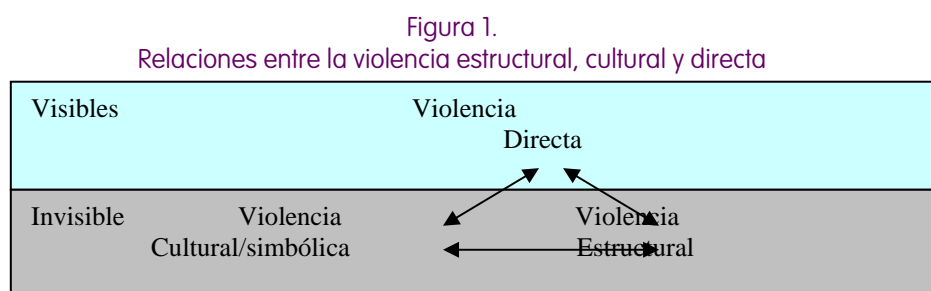 Figura 1.
Relaciones entre la violencia estructural, cultural y directa
Visibles Violencia
Directa
Invisible Violencia Violencia
Cultural/simbólica Estructural